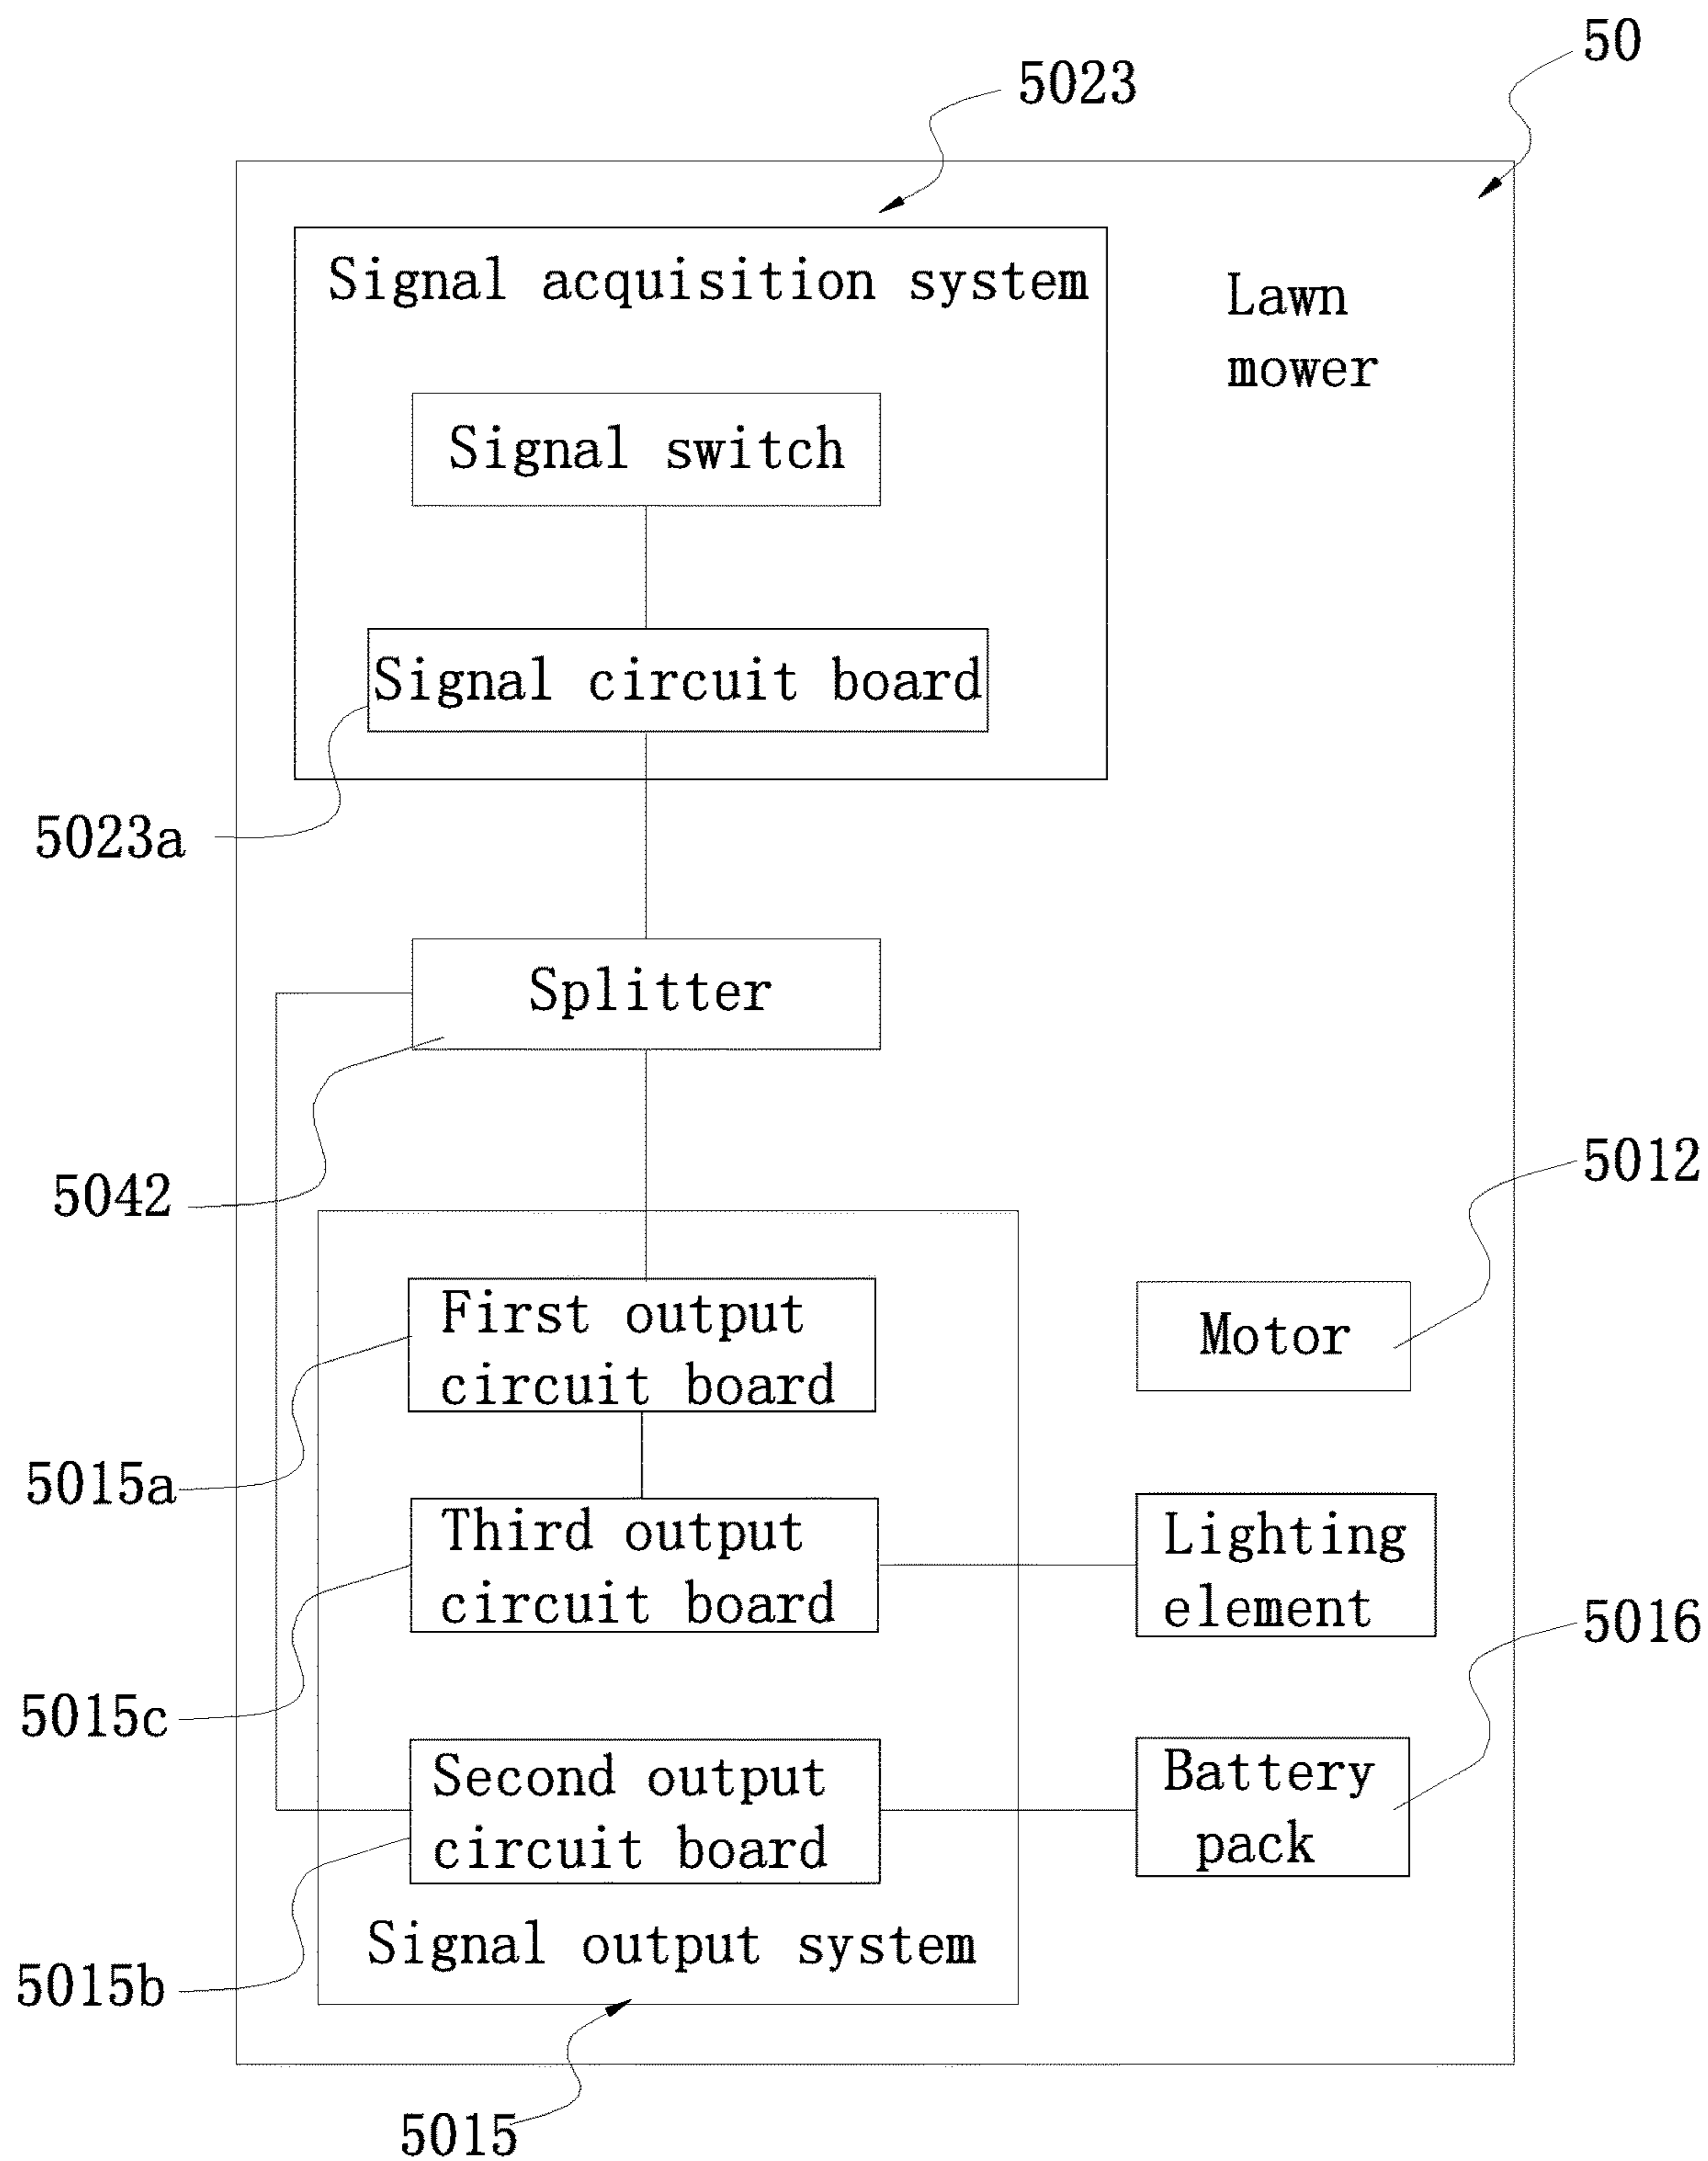 50
5023
Signal acquisition system
Lawn
mower
Signal switch
Signal circuit board
5023a
Splitter
5042
5012
First output
circuit board
Motor
5015a
Third output
circuit board
Lighting
element
5016
5015c
Second output
circuit board
Battery
pack
Signal output system
5015b
5015